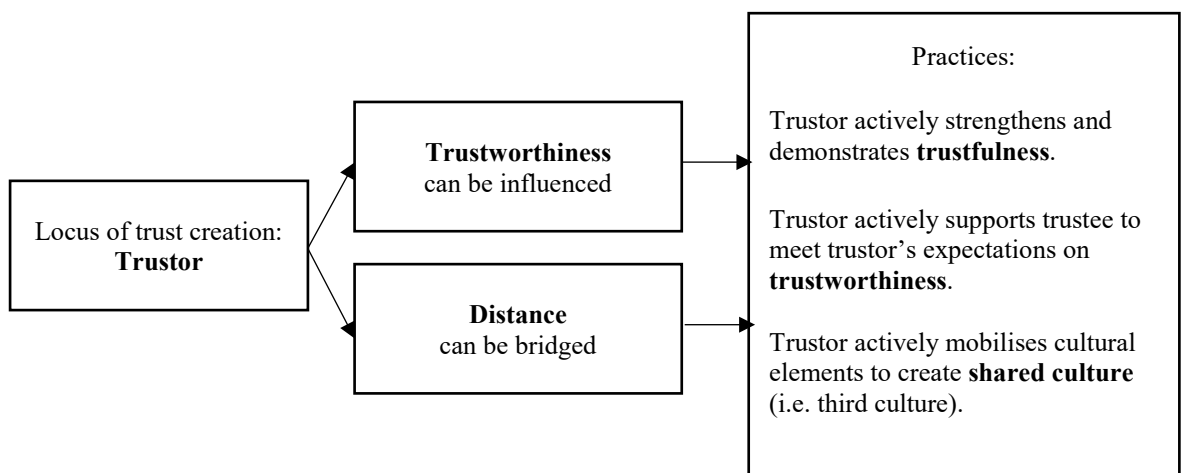 Locus of trust creation:
Trustor
Trustworthiness
can be influenced
Distance
can be bridged
Practices:
Trustor actively strengthens and
demonstrates trustfulness.
Trustor actively supports trustee to
meet trustor’s expectations on
trustworthiness.
Trustor actively mobilises cultural
elements to create shared culture
(i.e. third culture).